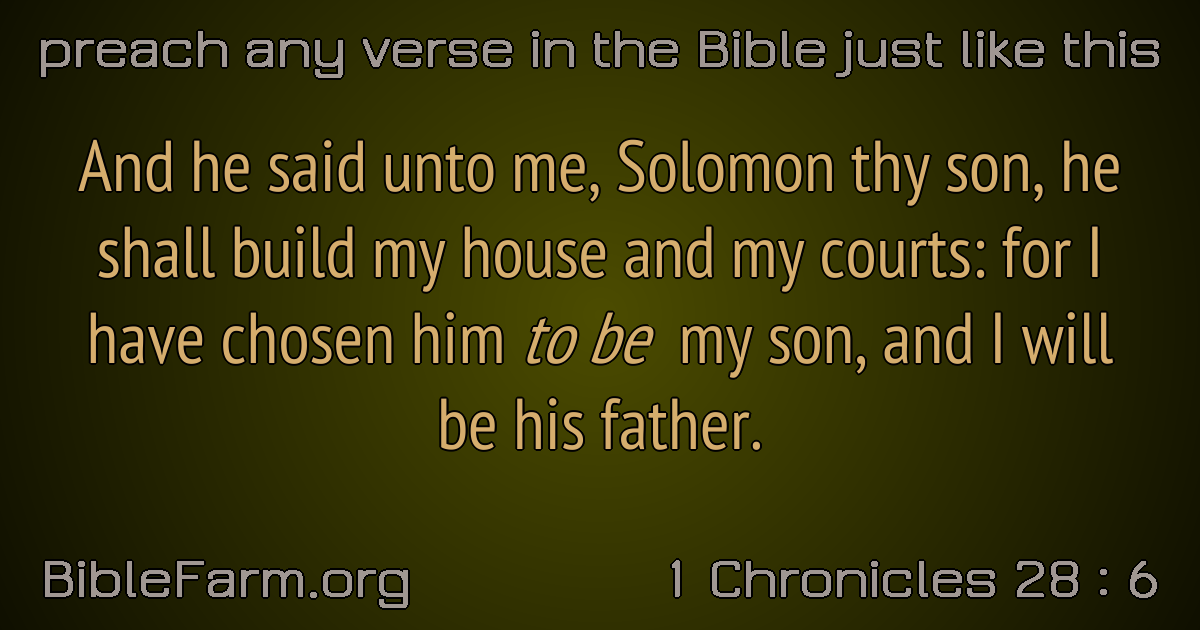 preach any verse in the Bible just like this
And he said unto me, Solomon thy son, he
shall build my house and my courts: for I
have chosen him to be my son, and I will
be his father.
BibleFarm.org
1 Chronicles 28 : 6